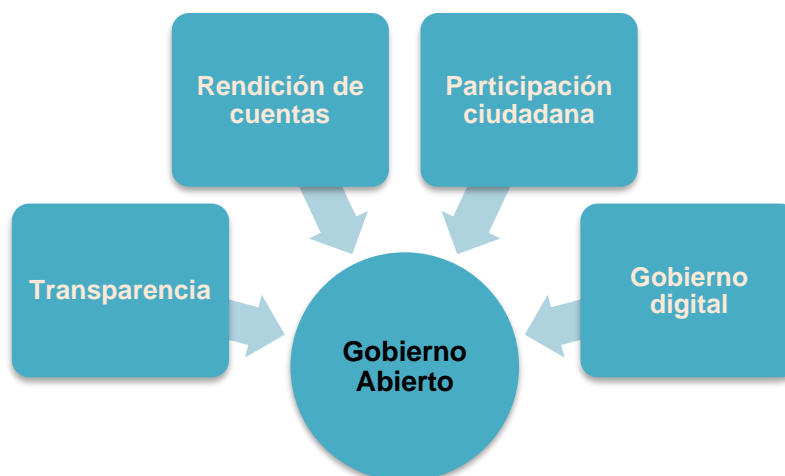 Rendición de
cuentas
Participación
ciudadana
Transparencia
Gobierno
digital
Gobierno
Abierto